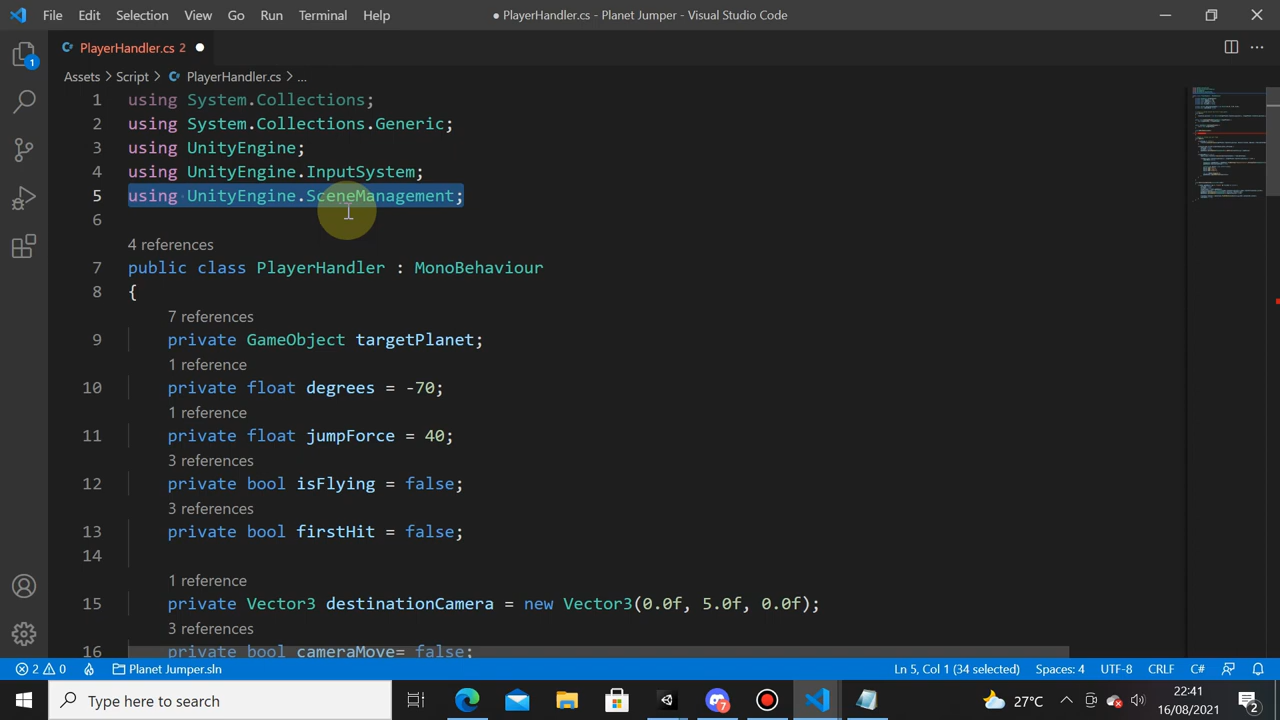 File Edit Selection View Go Run Terminal Help
● PlayerHandler.cs - Planet Jumper - Visual Studio Code
PlayerHandler.cs 2
Assets > Script > PlayerHandler.cs > ...
1 using System.Collections;
2 using System.Collections.Generic;
3 using UnityEngine;
4 using UnityEngine.InputSystem;
5 using UnityEngine.SceneManagement;
6
4 references
7 public class PlayerHandler : MonoBehaviour
8 {
7 references
9 private GameObject targetPlanet;
1 reference
10 private float degrees = -70;
1 reference
11 private float jumpForce = 40;
3 references
12 private bool isFlying = false;
3 references
13 private bool firstHit = false;
14
1 reference
15 private Vector3 destinationCamera = new Vector3(0.0f, 5.0f, 0.0f);
3 references
16 private bool cameraMove= false;
1
2 0 Planet Jumper.sln
Ln 5, Col 1 (34 selected) Spaces: 4 UTF-8 CRLF C#
Type here to search
7
27°C
22:41
16/08/2021
2